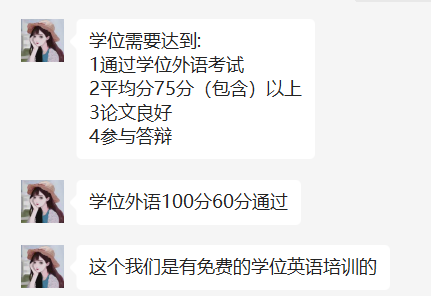 学位需要达到:
1通过学位外语考试
2平均分75分（包含）以上
3论文良好
4参与答辩
学位外语100分60分通过
这个我们是有免费的学位英语培训的